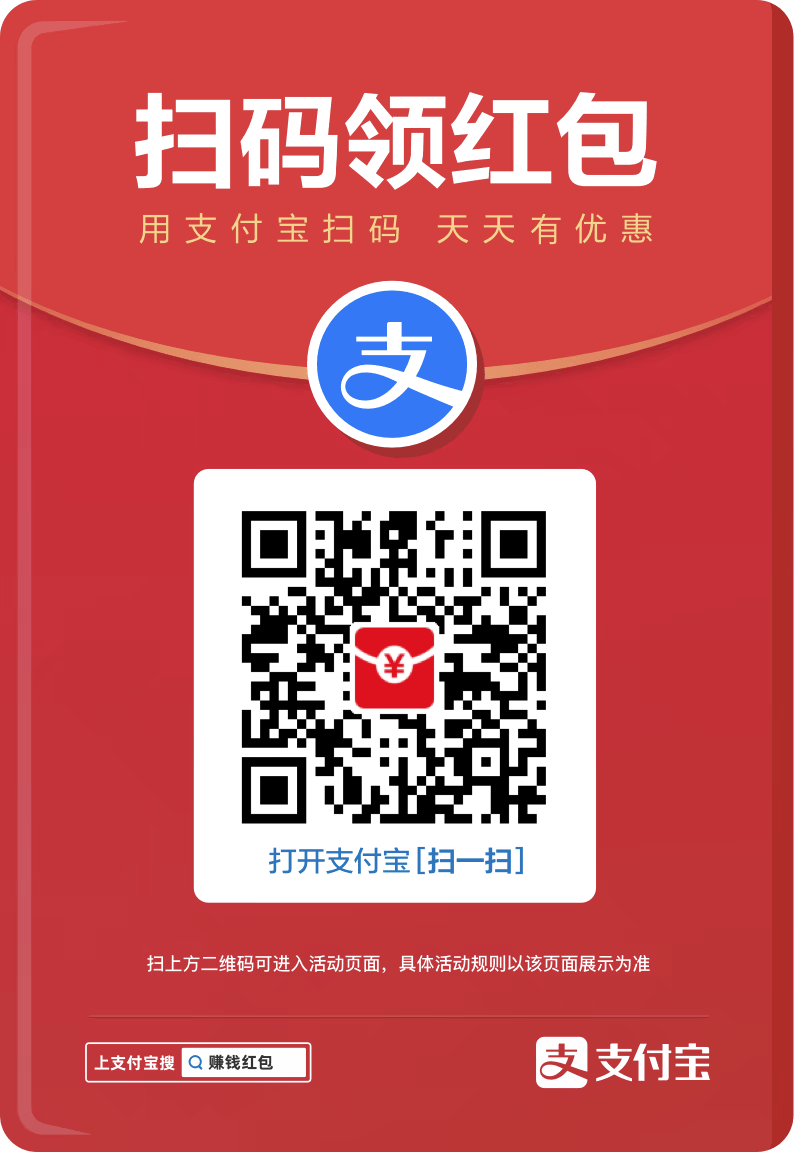 扫码领红包
用支付宝扫码 天天有优惠
支
¥
打开支付宝[扫一扫]
扫上方二维码可进入活动页面，具体活动规则以该页面展示为准
上支付宝搜 赚钱红包
支 支付宝